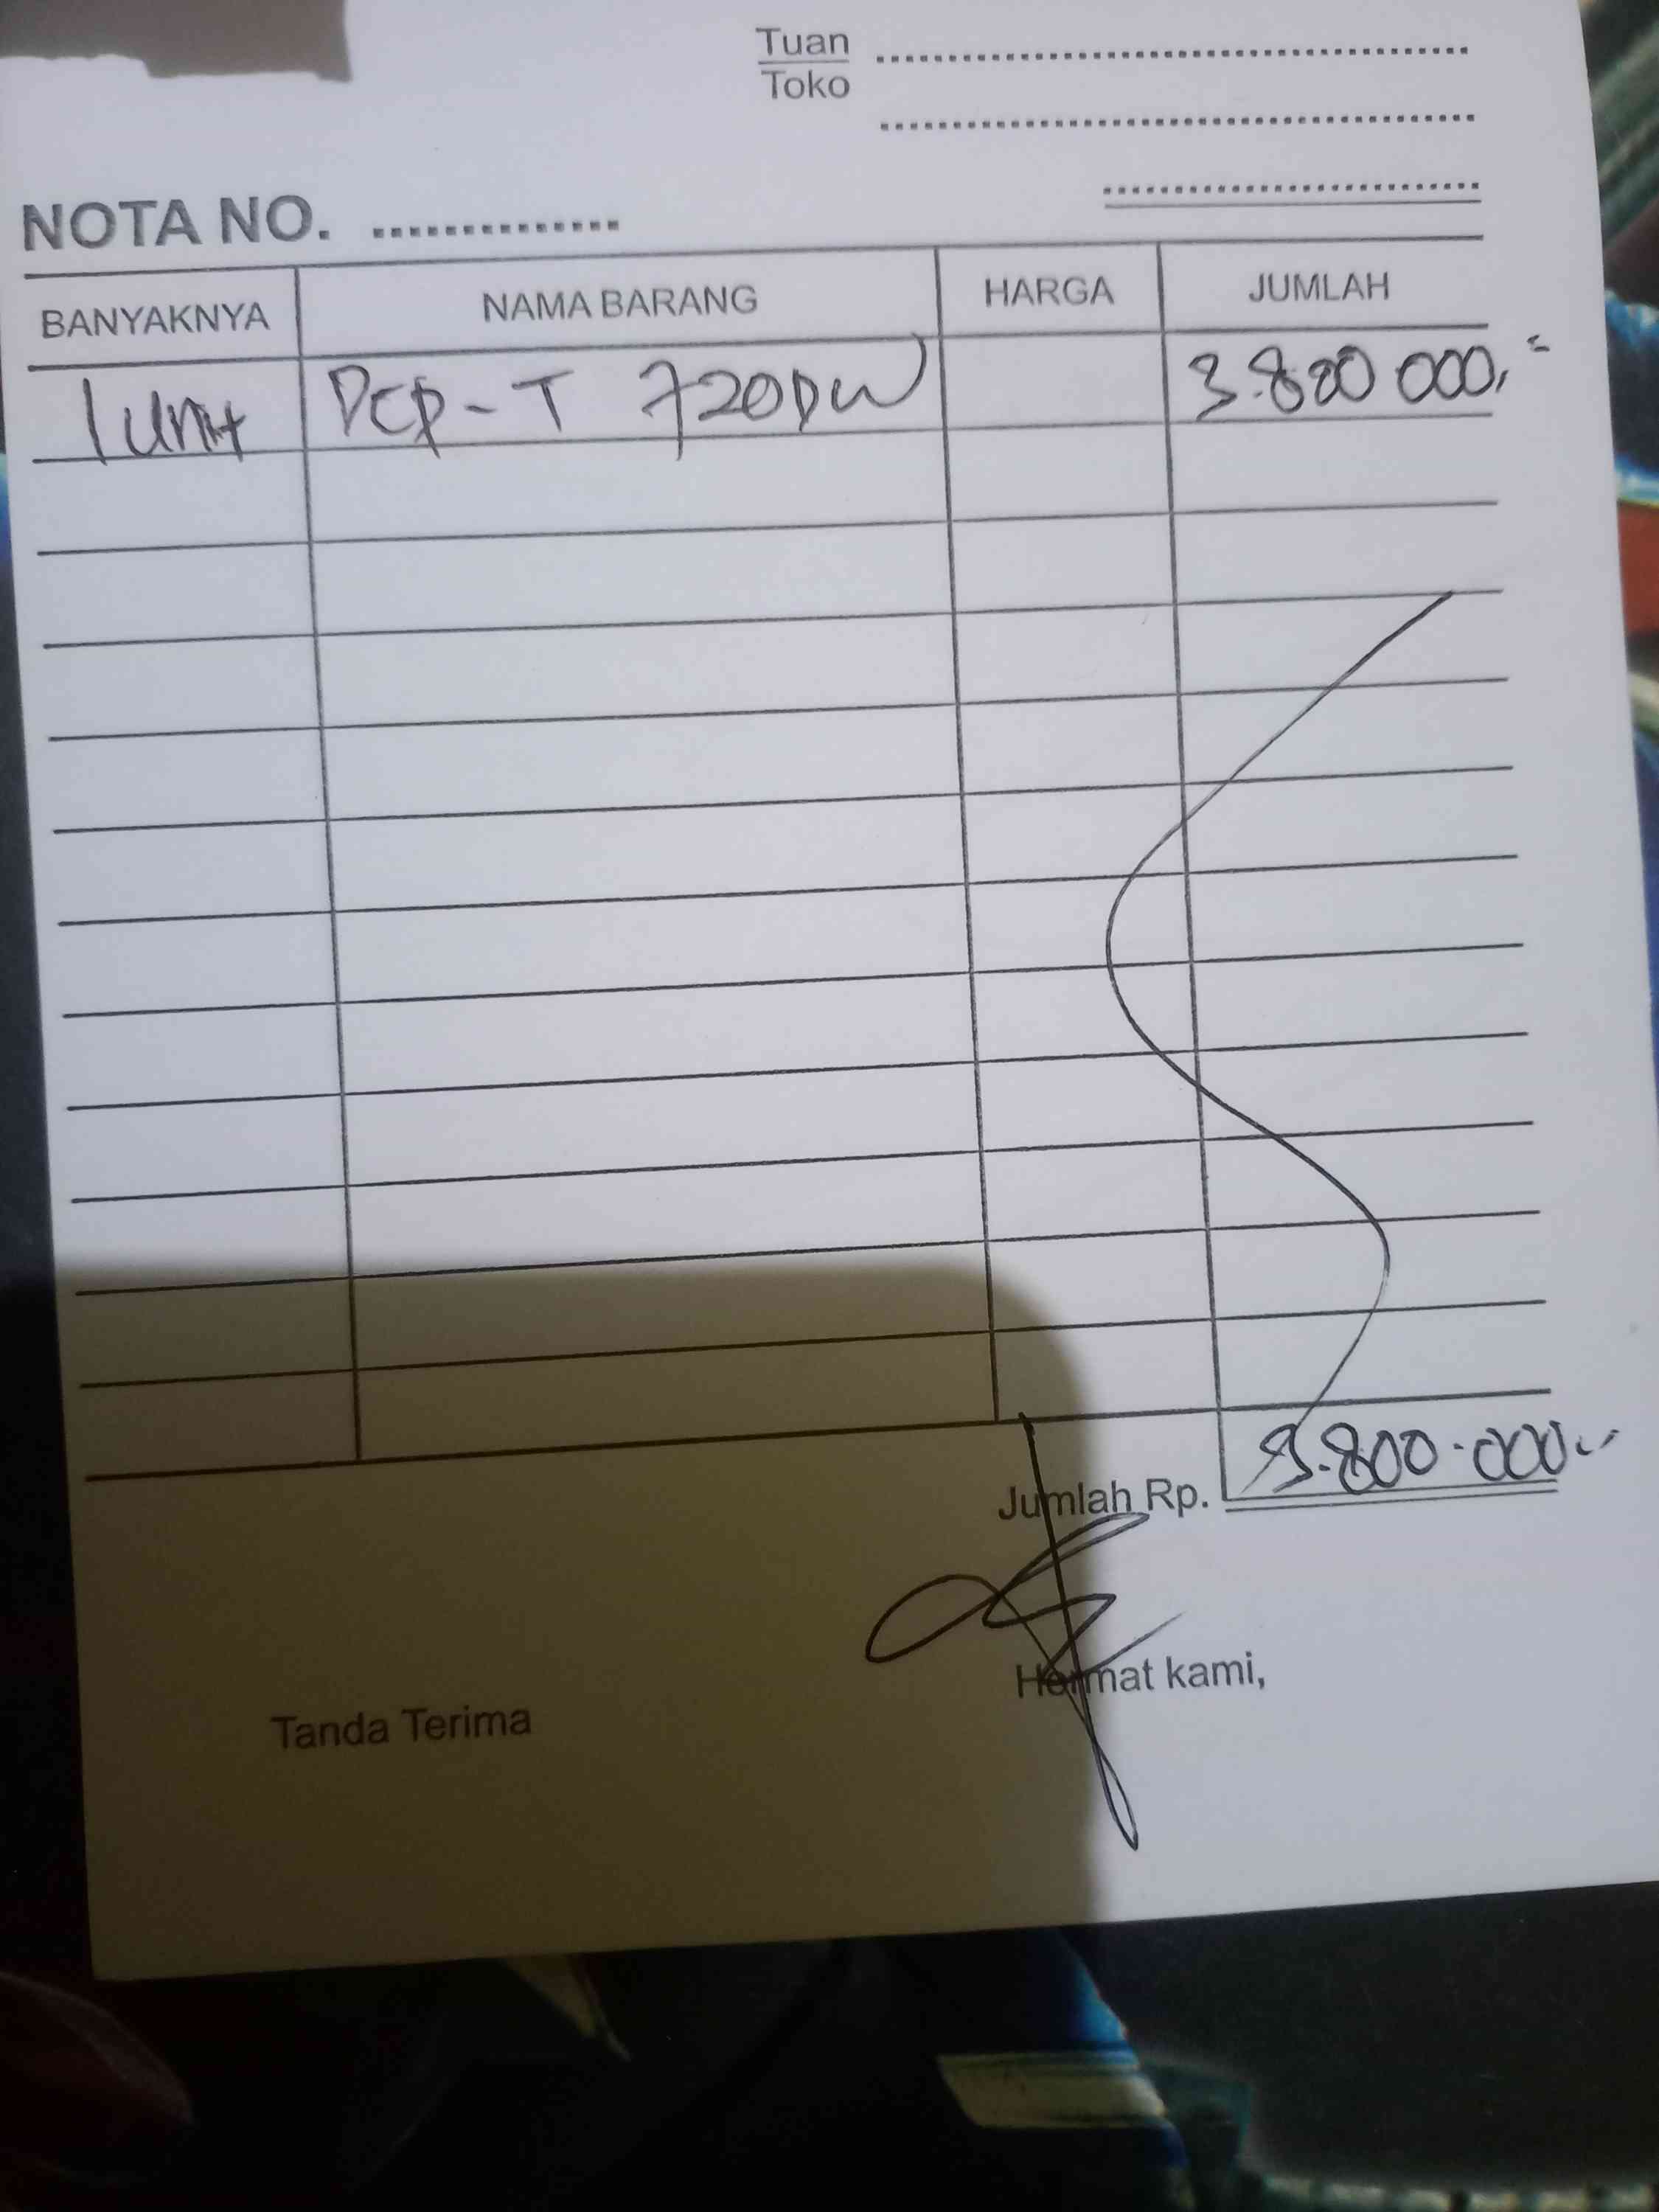 Tuan
Toko
NOTA NO.
BANYAKNYA NAMA BARANG HARGA JUMLAH
1 unit DCP-T 720DW 3.800 000,=
Jumlah Rp. 3.800.000,-
Hormat kami,
Tanda Terima